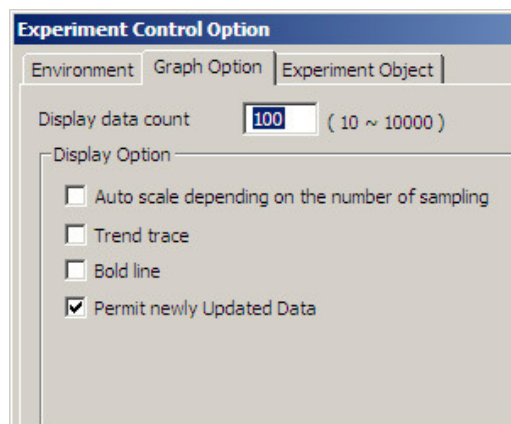 Experiment Control Option
Environment Graph Option Experiment Object
Display data count 100 ( 10 ~ 10000 )
Display Option
Auto scale depending on the number of sampling
Trend trace
Bold line
Permit newly Updated Data